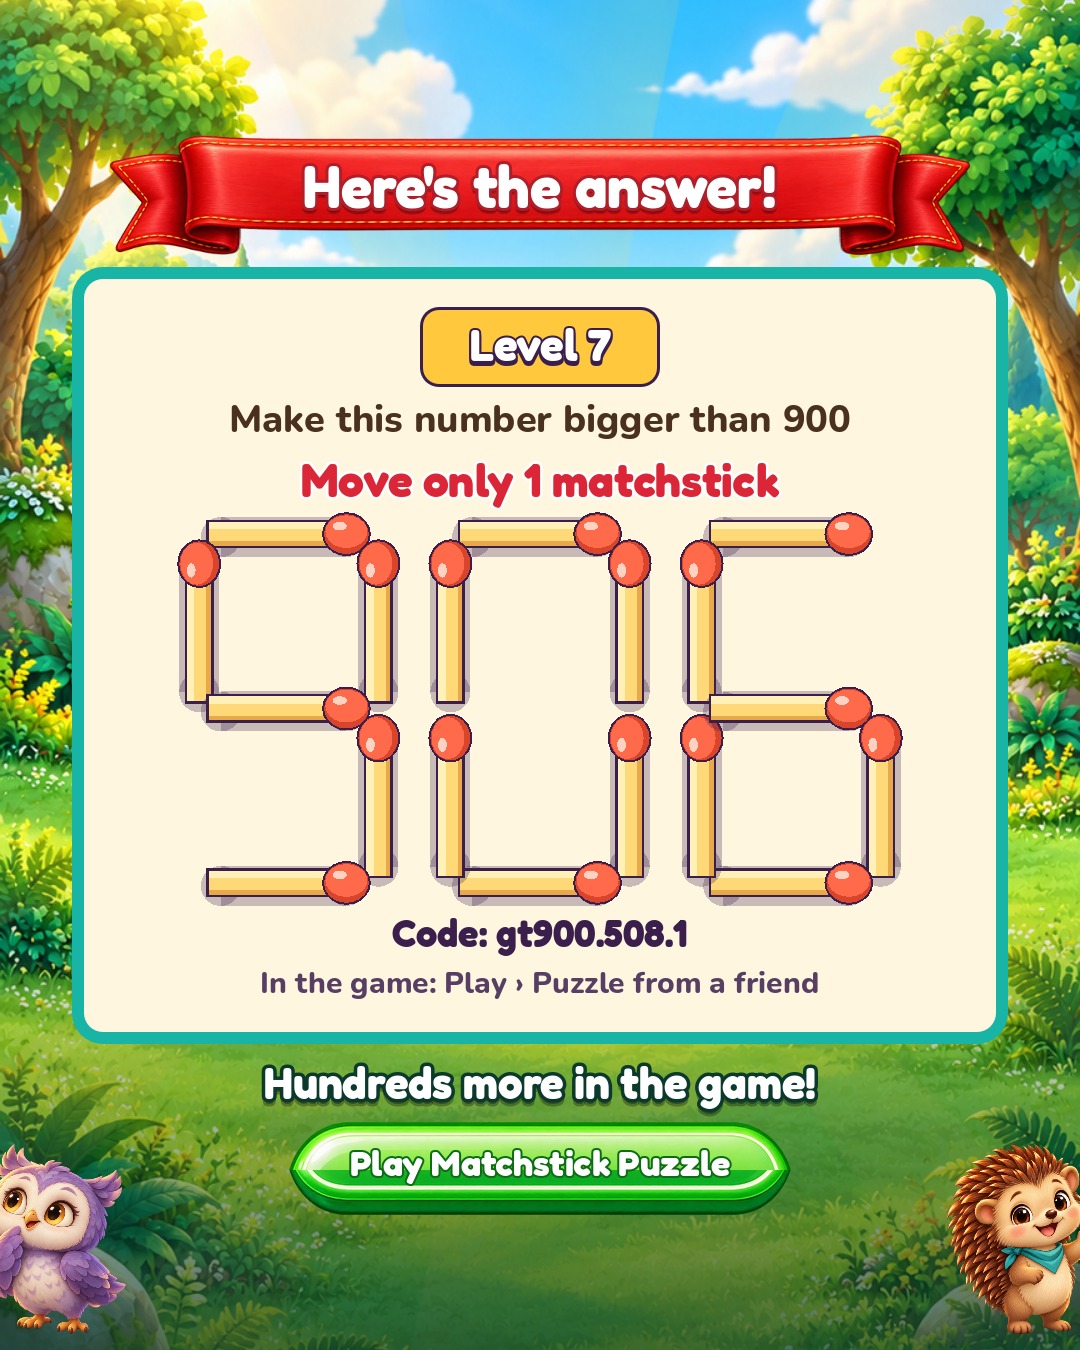 Here's the answer!
Level 7
Make this number bigger than 900
Move only 1 matchstick
906
Code: gt900.508.1
In the game: Play › Puzzle from a friend
Hundreds more in the game!
Play Matchstick Puzzle